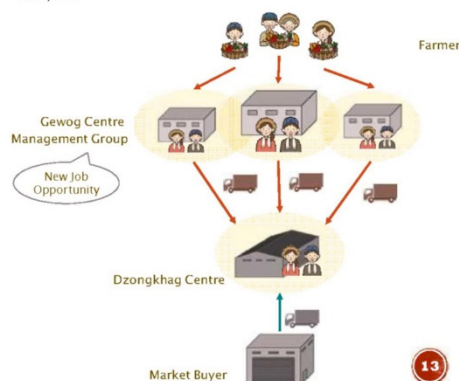 Farmer
Gewog Centre
Management Group
New Job
Opportunity
Dzongkhag Centre
Market Buyer
13